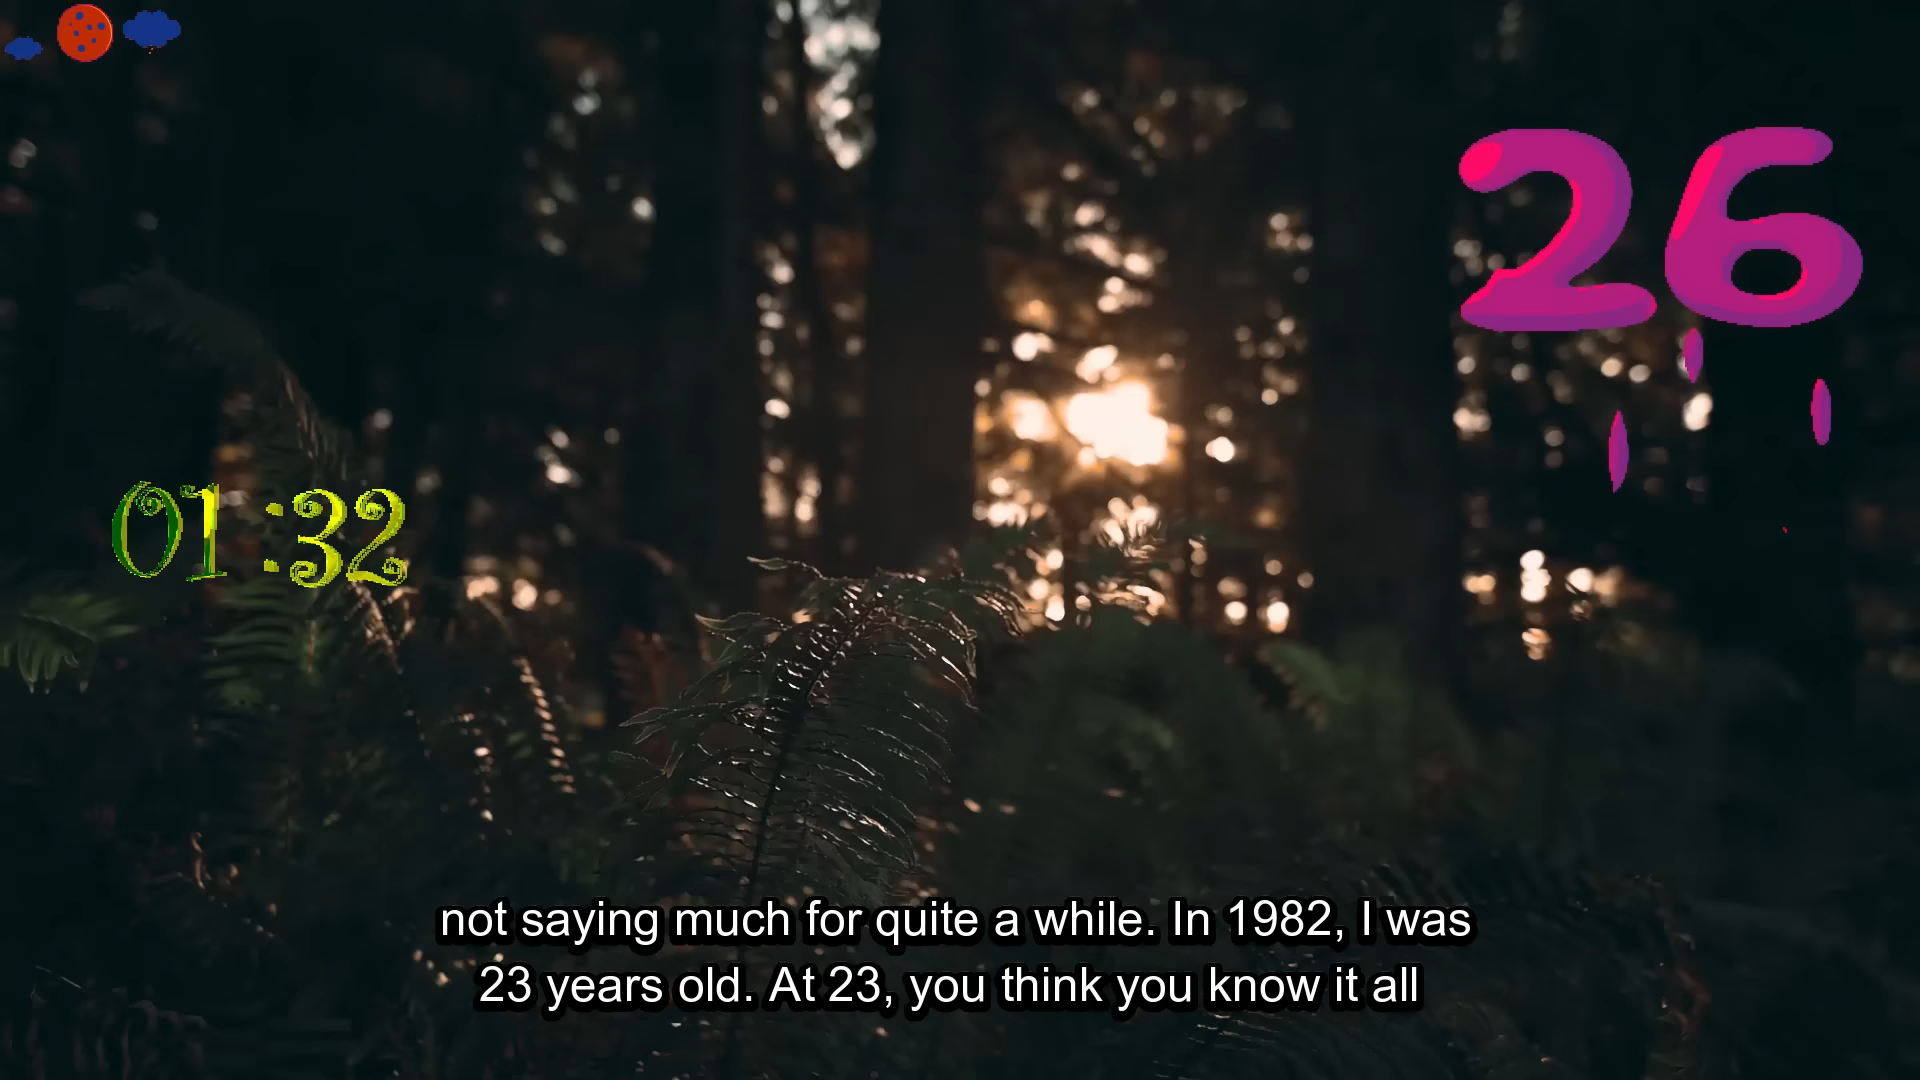 26
01:32
not saying much for quite a while. In 1982, I was
23 years old. At 23, you think you know it all